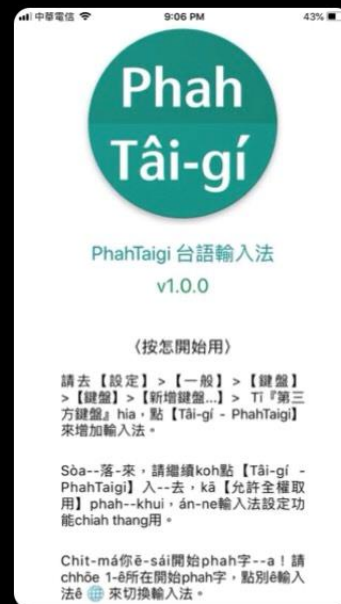 中華電信
9:06 PM
43%
Phah
Tâi-gí
PhahTaigi 台語輸入法
v1.0.0
〈按怎開始用〉
請去【設定】>【一般】>【鍵盤】
>【鍵盤】>【新增鍵盤...】> Tī『第三
方鍵盤』hia，點【Tâi-gí - PhahTaigi】
來增加輸入法。
Sòa--落-來，請繼續koh點【Tâi-gí -
PhahTaigi】入--去，kā【允許全權取
用】phah--khui，án-ne輸入法設定功
能chiah thang用。
Chit-má你ē-sái開始phah字--a！請
chhōe 1-ê所在開始phah字，點別ê輸入
法ê 🌐 來切換輸入法。